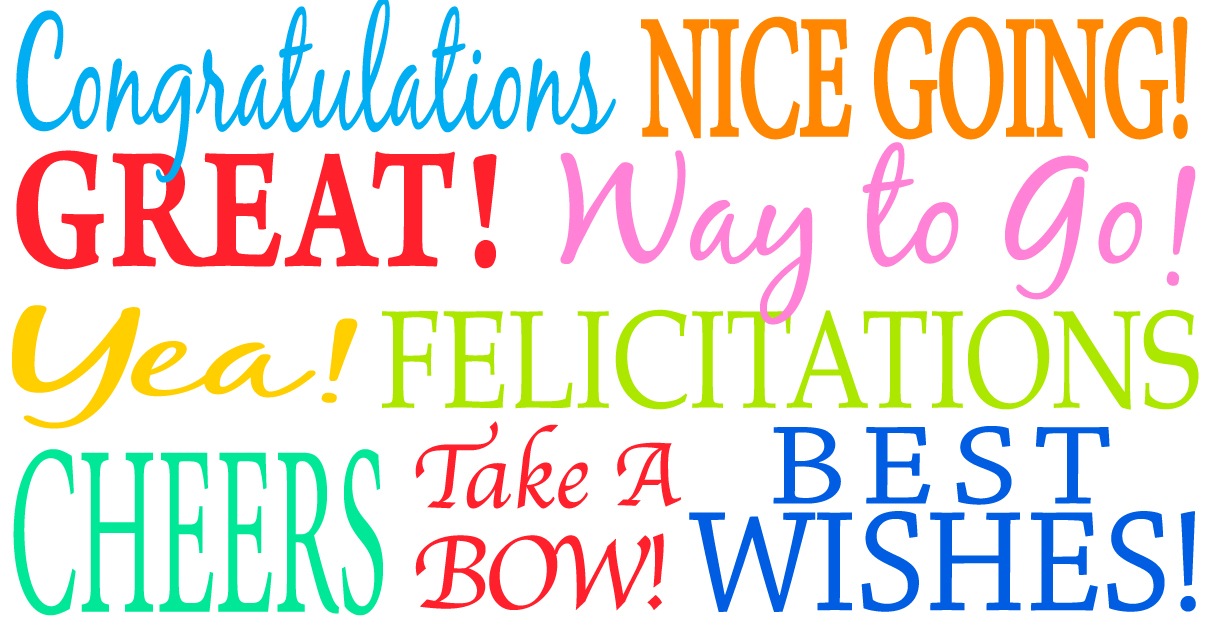 Congratulations NICE GOING!
GREAT! Way to Go!
Yea! FELICITATIONS
CHEERS
Take A
BOW!
BEST
WISHES!